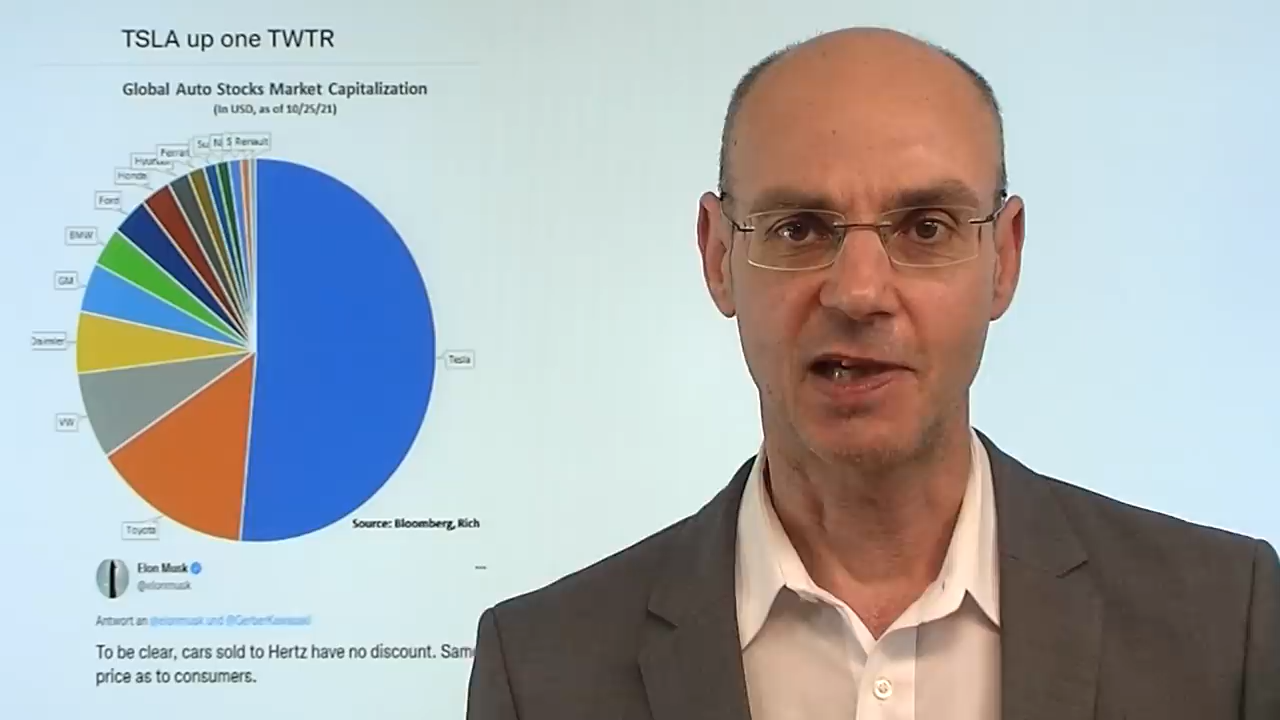 TSLA up one TWTR
Global Auto Stocks Market Capitalization
(In USD, as of 10/25/21)
Su N S Renault
Ferrari
Honda
Ford
BMW
GM
Daimler
Tesla
VW
Toyota
Source: Bloomberg, Rich
Elon Musk
@elonmusk
Antwort an @elonmusk und @GerberKawasaki
To be clear, cars sold to Hertz have no discount. Same
price as to consumers.